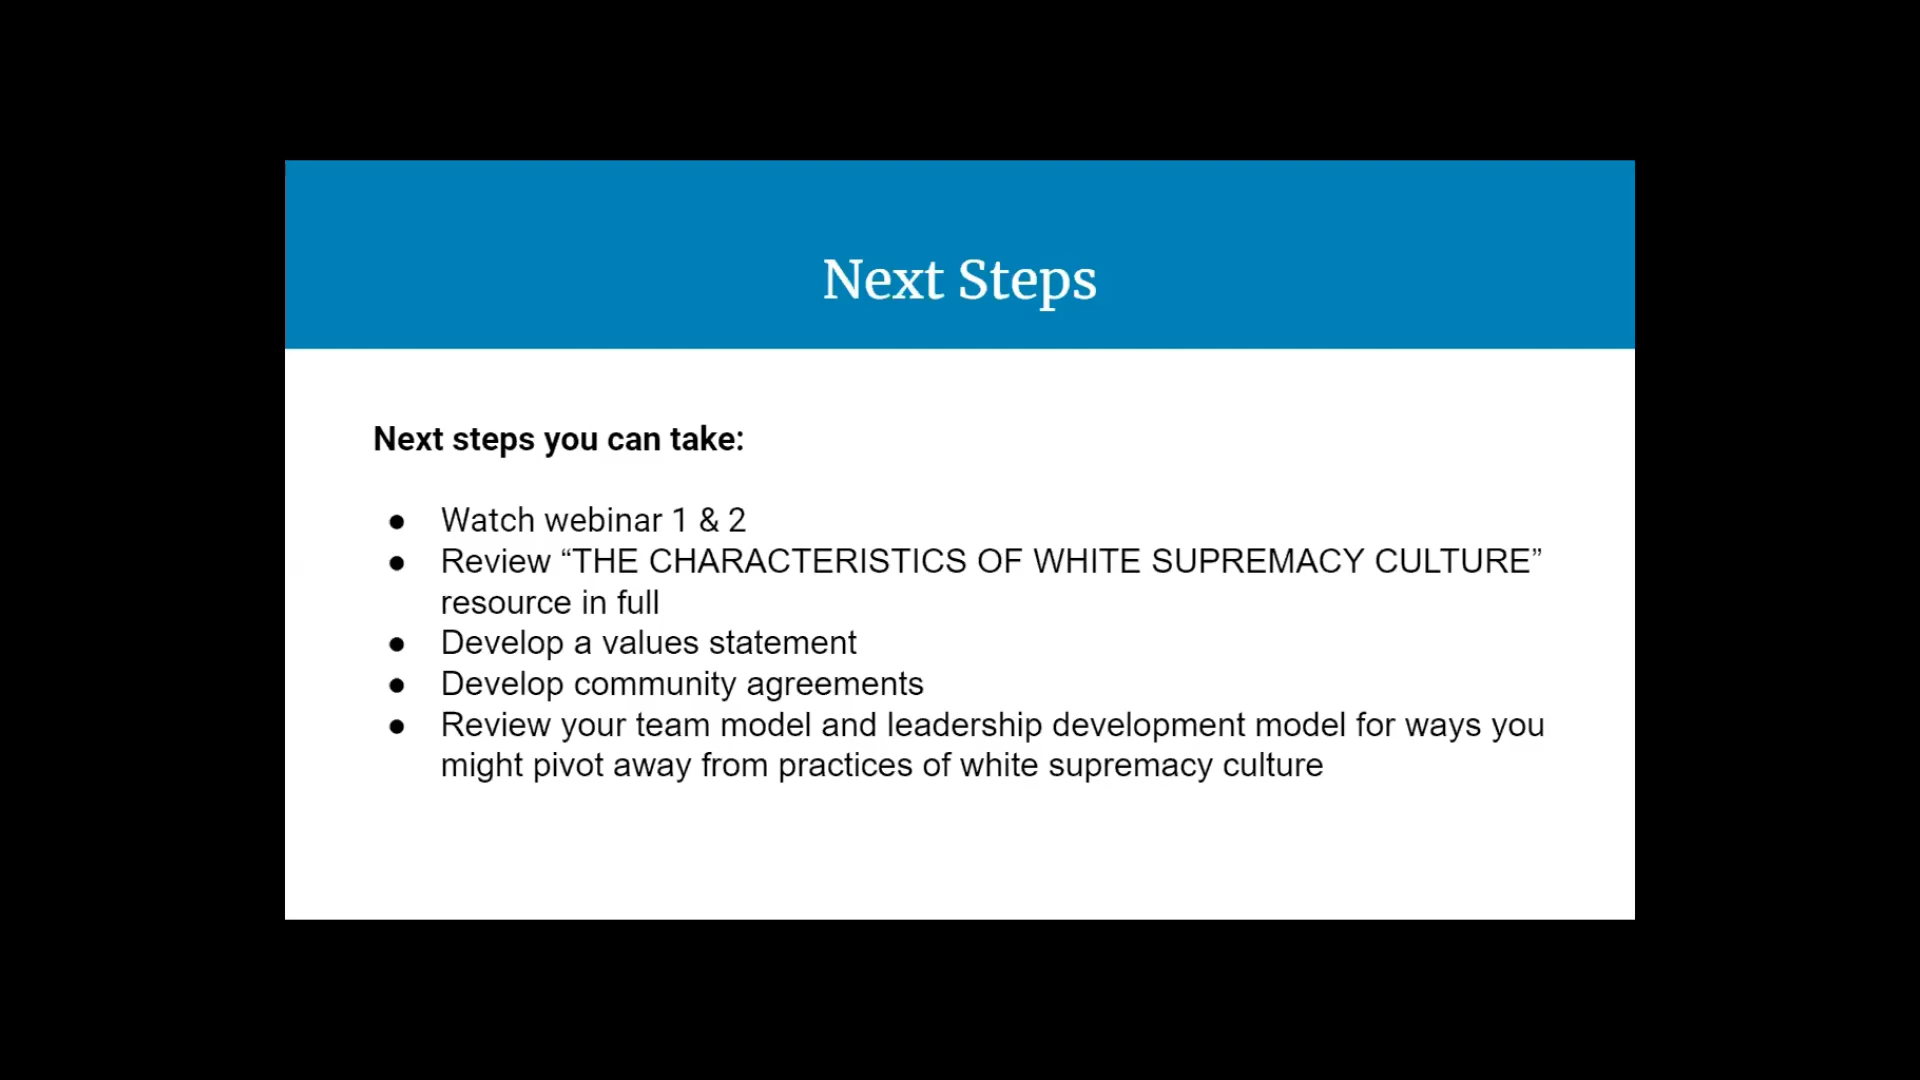 Next Steps
Next steps you can take:
● Watch webinar 1 & 2
● Review “THE CHARACTERISTICS OF WHITE SUPREMACY CULTURE”
resource in full
● Develop a values statement
● Develop community agreements
● Review your team model and leadership development model for ways you
might pivot away from practices of white supremacy culture